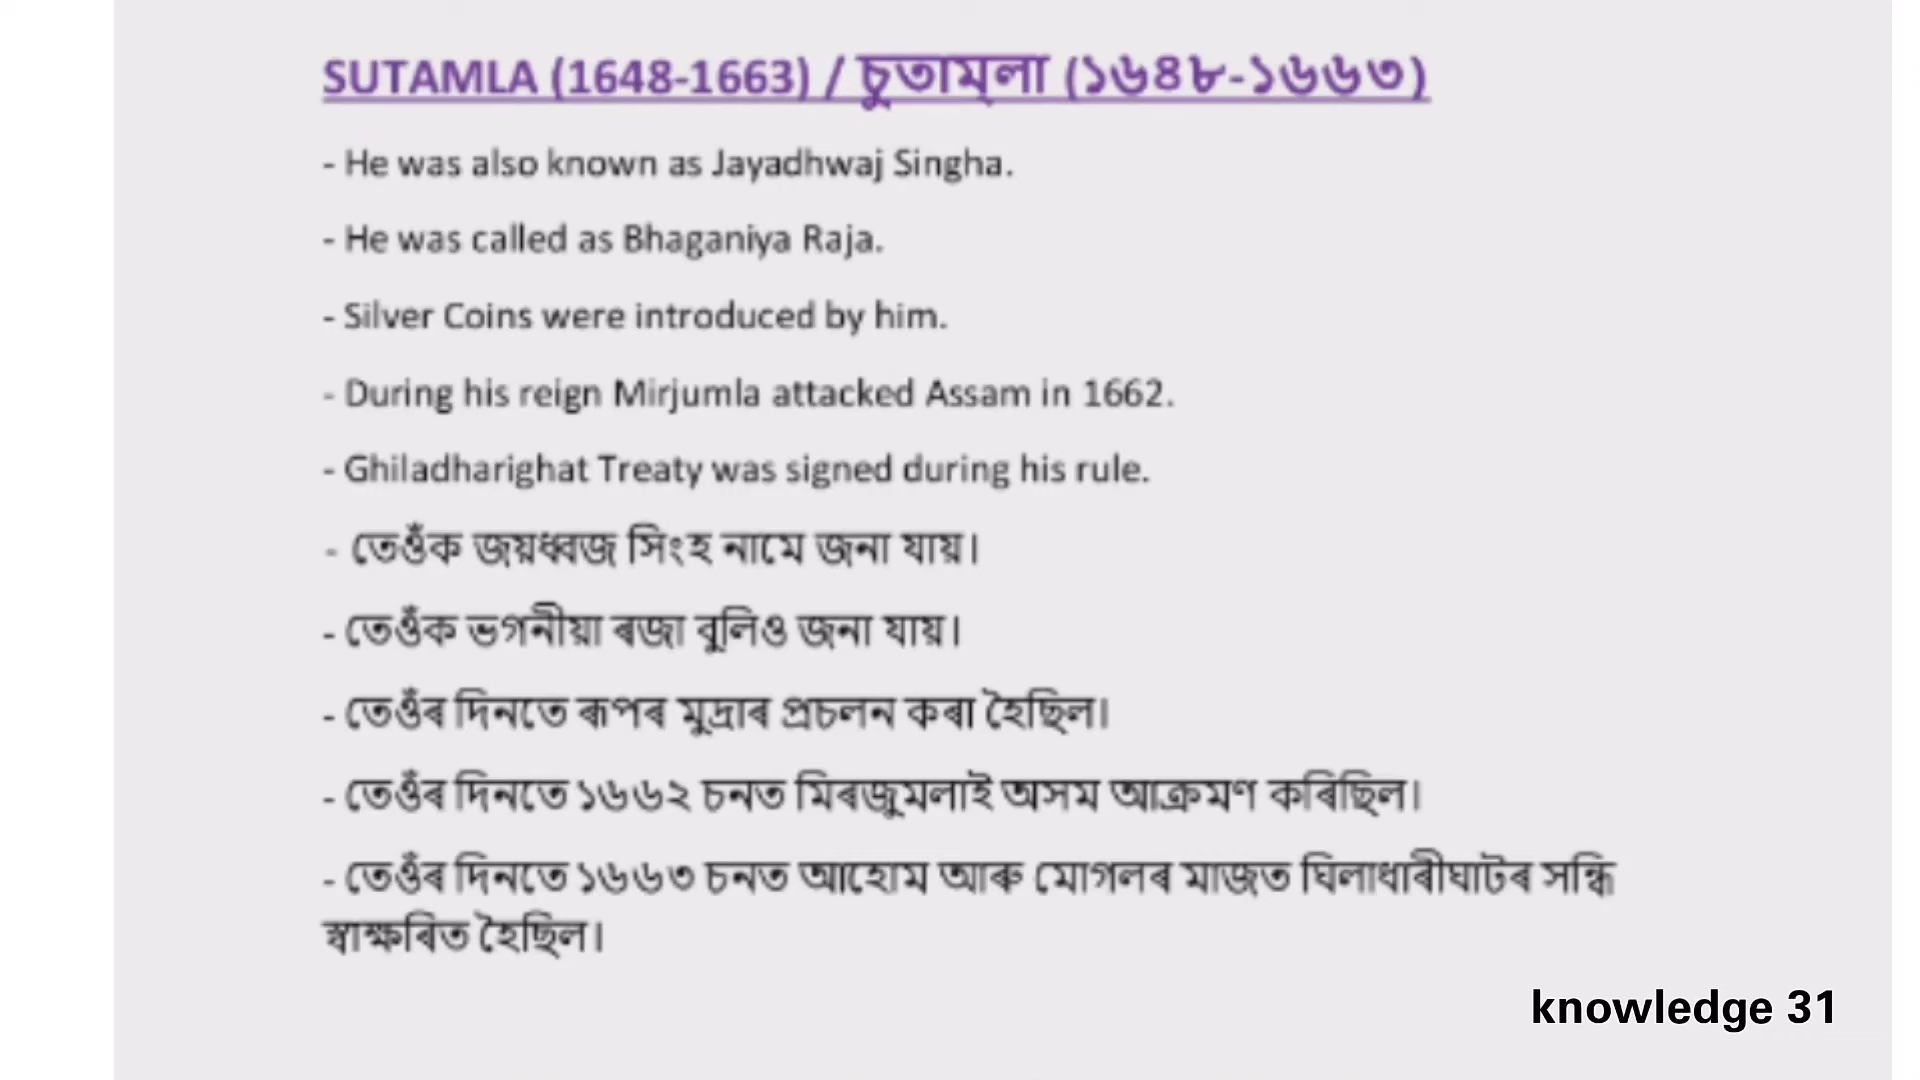 SUTAMLA (1648-1663) / চুতাম্লা (১৬৪৮-১৬৬৩)
- He was also known as Jayadhwaj Singha.
- He was called as Bhaganiya Raja.
- Silver Coins were introduced by him.
- During his reign Mirjumla attacked Assam in 1662.
- Ghiladharighat Treaty was signed during his rule.
- তেওঁক জয়ধ্বজ সিংহ নামে জনা যায়।
- তেওঁক ভগনীয়া ৰজা বুলিও জনা যায়।
- তেওঁৰ দিনতে ৰূপৰ মুদ্ৰাৰ প্ৰচলন কৰা হৈছিল।
- তেওঁৰ দিনতে ১৬৬২ চনত মিৰজুমলাই অসম আক্ৰমণ কৰিছিল।
- তেওঁৰ দিনতে ১৬৬৩ চনত আহোম আৰু মোগলৰ মাজত ঘিলাধাৰীঘাটৰ সন্ধি
স্বাক্ষৰিত হৈছিল।
knowledge 31